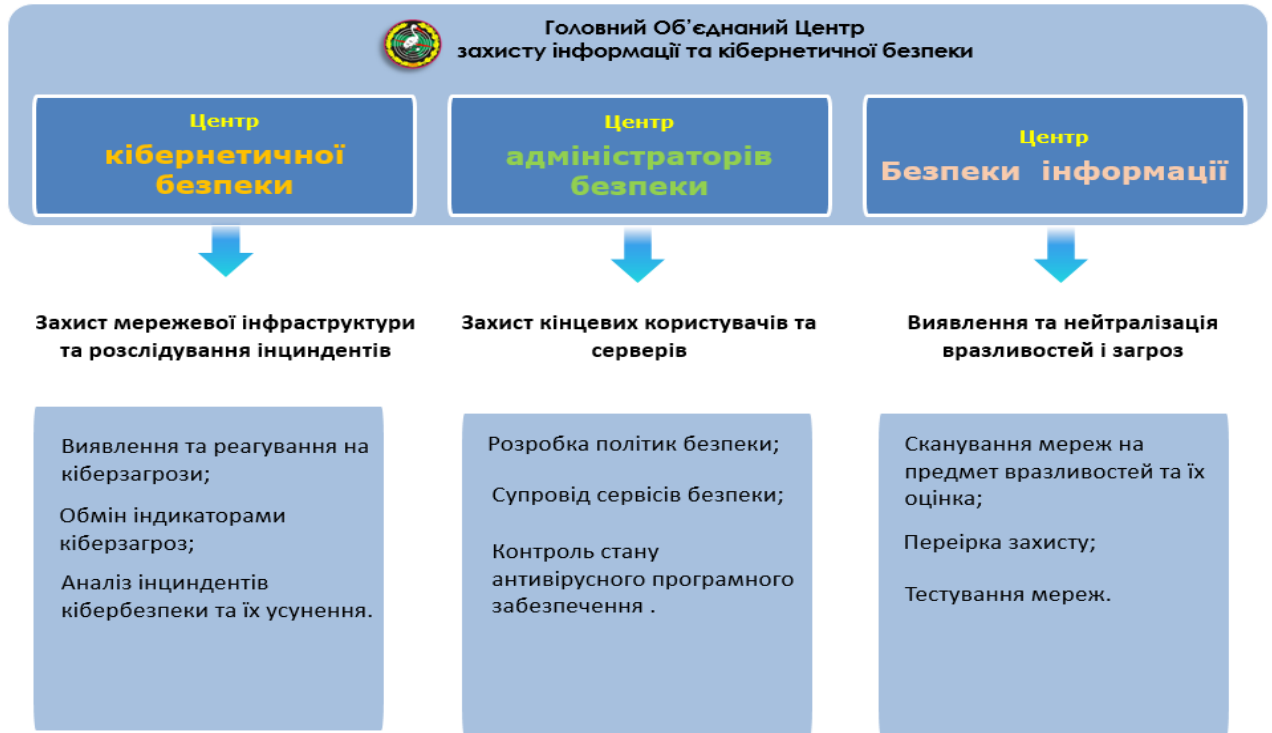 Головний Об’єднаний Центр
захисту інформації та кібернетичної безпеки
Центр
кібернетичної
безпеки
Центр
адміністраторів
безпеки
Центр
Безпеки інформації
Захист мережевої інфраструктури
та розслідування інциндентів
Захист кінцевих користувачів та
серверів
Виявлення та нейтралізація
вразливостей і загроз
Виявлення та реагування на
кіберзагрози;
Обмін індикаторами
кіберзагроз;
Аналіз інциндентів
кібербезпеки та їх усунення.
Розробка політик безпеки;
Супровід сервісів безпеки;
Контроль стану
антивірусного програмного
забезпечення .
Сканування мереж на
предмет вразливостей та їх
оцінка;
Переірка захисту;
Тестування мереж.